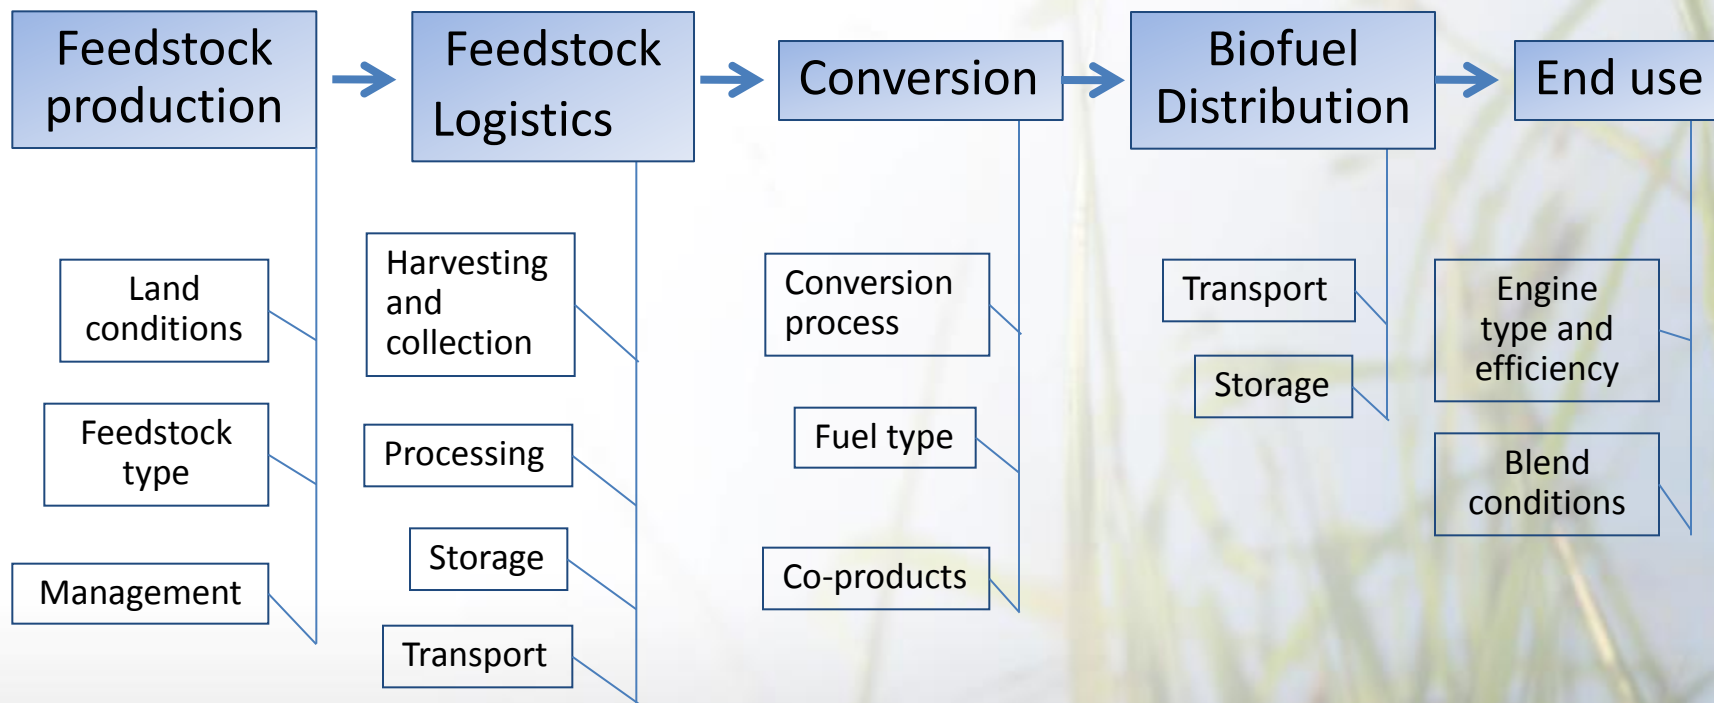 Feedstock
production
Feedstock
Logistics
Conversion
Biofuel
Distribution
End use
Land
conditions
Feedstock
type
Management
Harvesting
and
collection
Processing
Storage
Transport
Conversion
process
Fuel type
Co-products
Transport
Storage
Engine
type and
efficiency
Blend
conditions